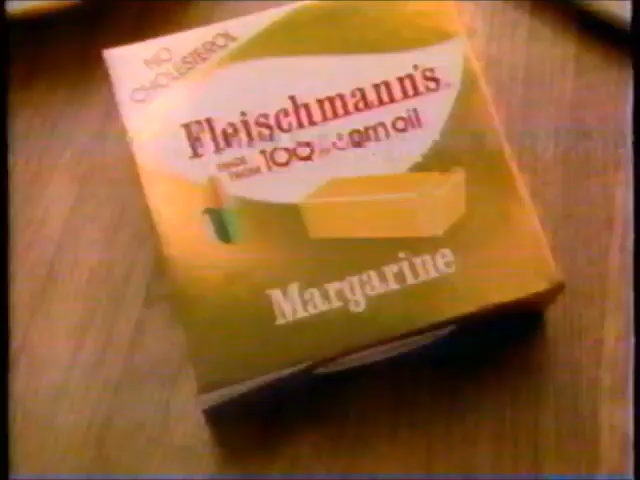 NO
CHOLESTEROL
Fleischmann's
made from 100% corn oil
Margarine